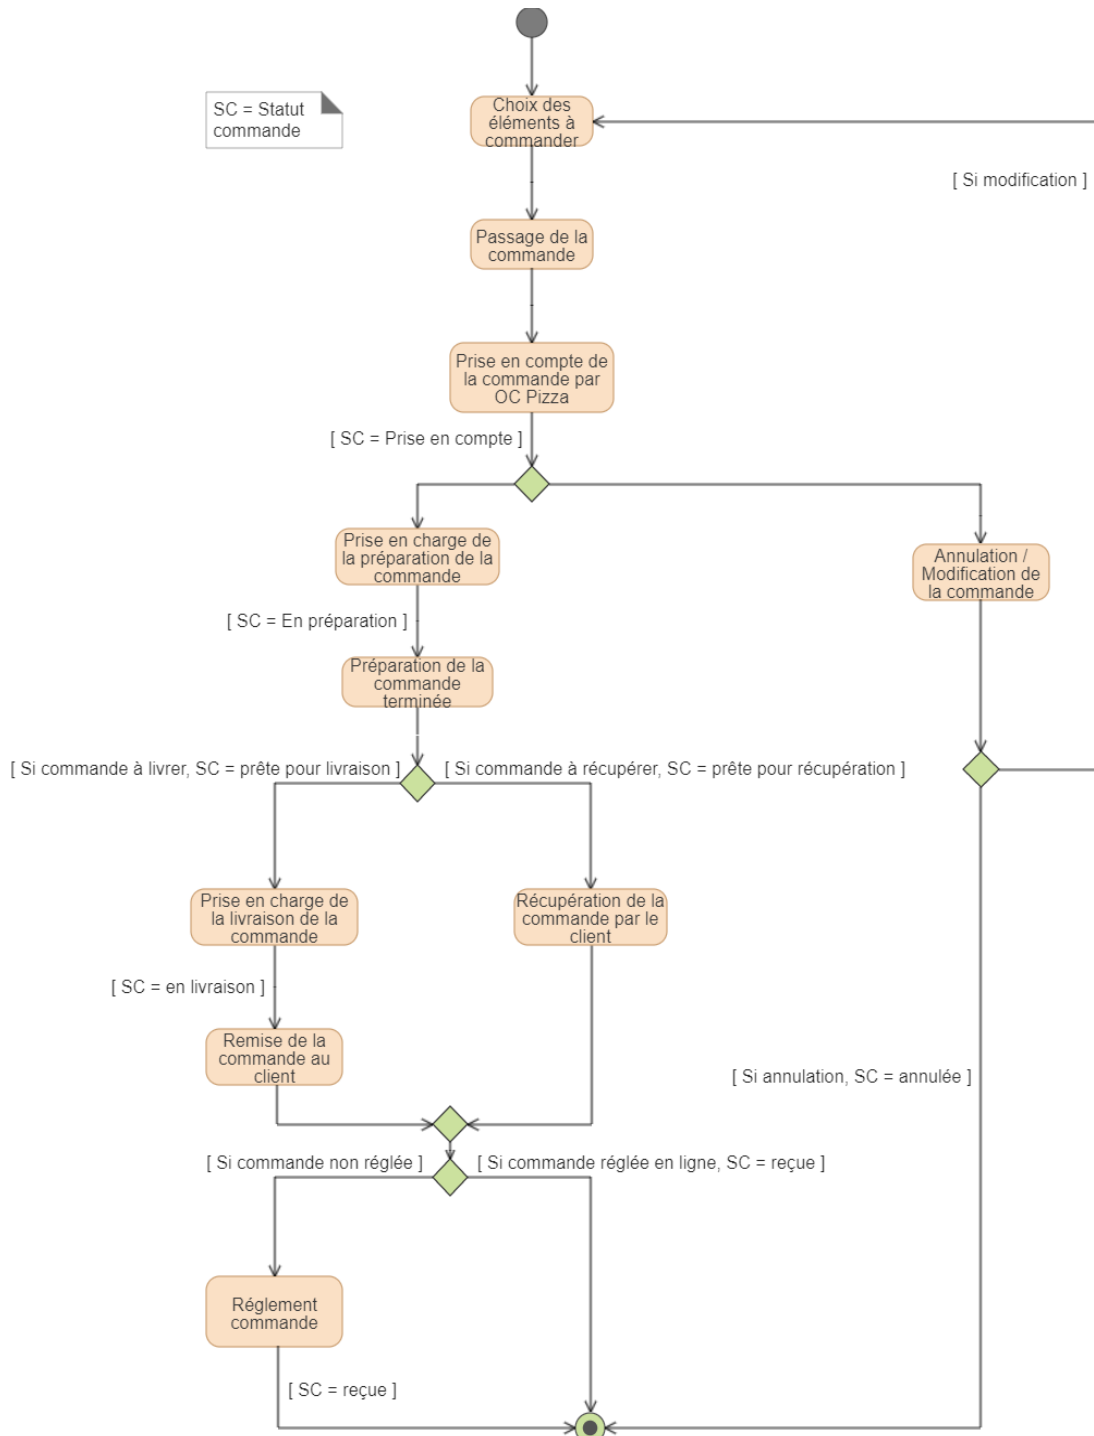 SC = Statut
commande
Choix des
éléments à
commander
[ Si modification ]
Passage de la
commande
Prise en compte de
la commande par
OC Pizza
[ SC = Prise en compte ]
Prise en charge de
la préparation de la
commande
Annulation /
Modification de
la commande
[ SC = En préparation ]
Préparation de la
commande
terminée
[ Si commande à livrer, SC = prête pour livraison ]
[ Si commande à récupérer, SC = prête pour récupération ]
Prise en charge de
la livraison de la
commande
Récupération de la
commande par le
client
[ SC = en livraison ]
Remise de la
commande au
client
[ Si annulation, SC = annulée ]
[ Si commande non réglée ]
[ Si commande réglée en ligne, SC = reçue ]
Réglement
commande
[ SC = reçue ]